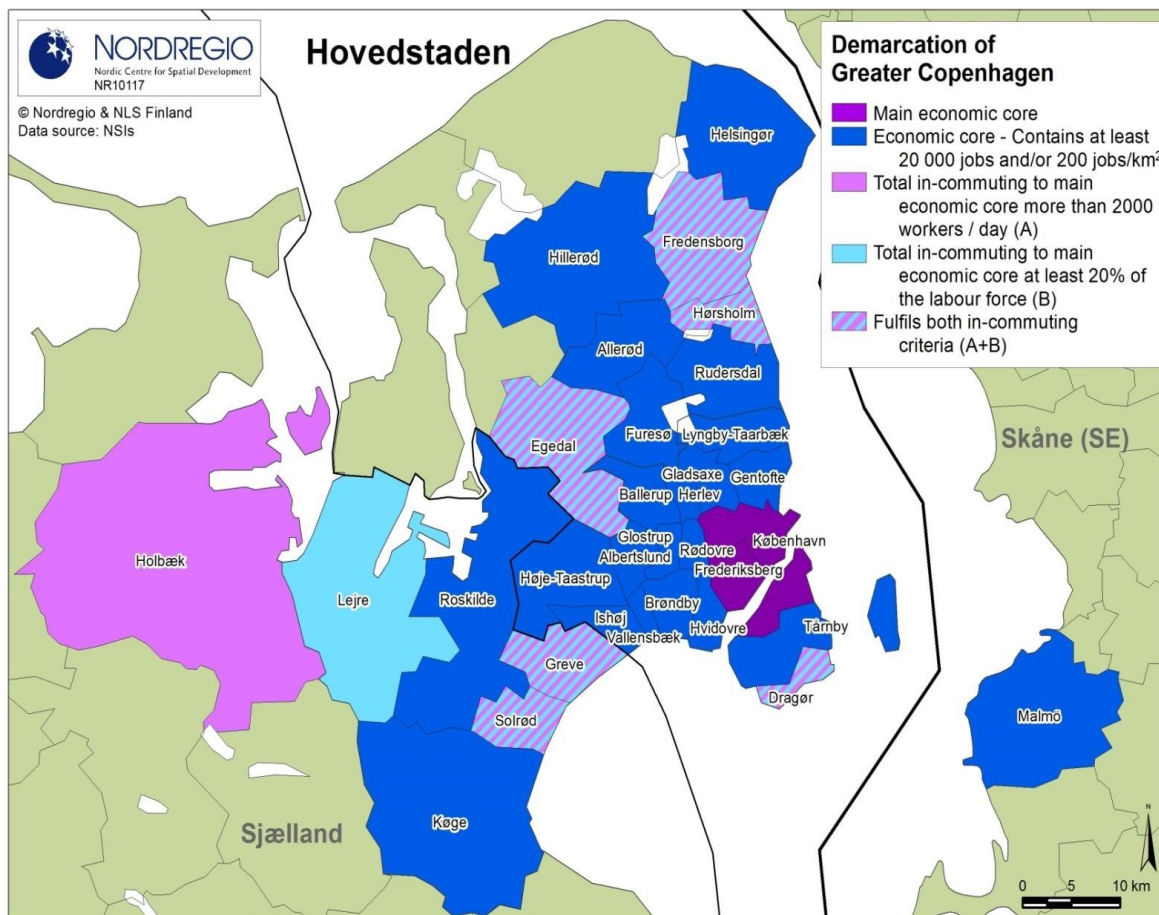 NORDREGIO
Nordic Centre for Spatial Development
NR10117
© Nordregio & NLS Finland
Data source: NSIs
Hovedstaden
Demarcation of
Greater Copenhagen
Main economic core
Economic core - Contains at least
20 000 jobs and/or 200 jobs/km²
Total in-commuting to main
economic core more than 2000
workers / day (A)
Total in-commuting to main
economic core at least 20% of
the labour force (B)
Fulfils both in-commuting
criteria (A+B)
Helsingør
Fredensborg
Hillerød
Hørsholm
Allerød
Rudersdal
Furesø
Lyngby-Taarbæk
Egedal
Skåne (SE)
Gladsaxe
Gentofte
Ballerup
Herlev
Glostrup
København
Albertslund
Rødovre
Holbæk
Frederiksberg
Høje-Taastrup
Lejre
Roskilde
Brøndby
Ishøj
Hvidovre
Tårnby
Vallensbæk
Greve
Dragør
Solrød
Malmö
Køge
Sjælland
N
0 5 10 km